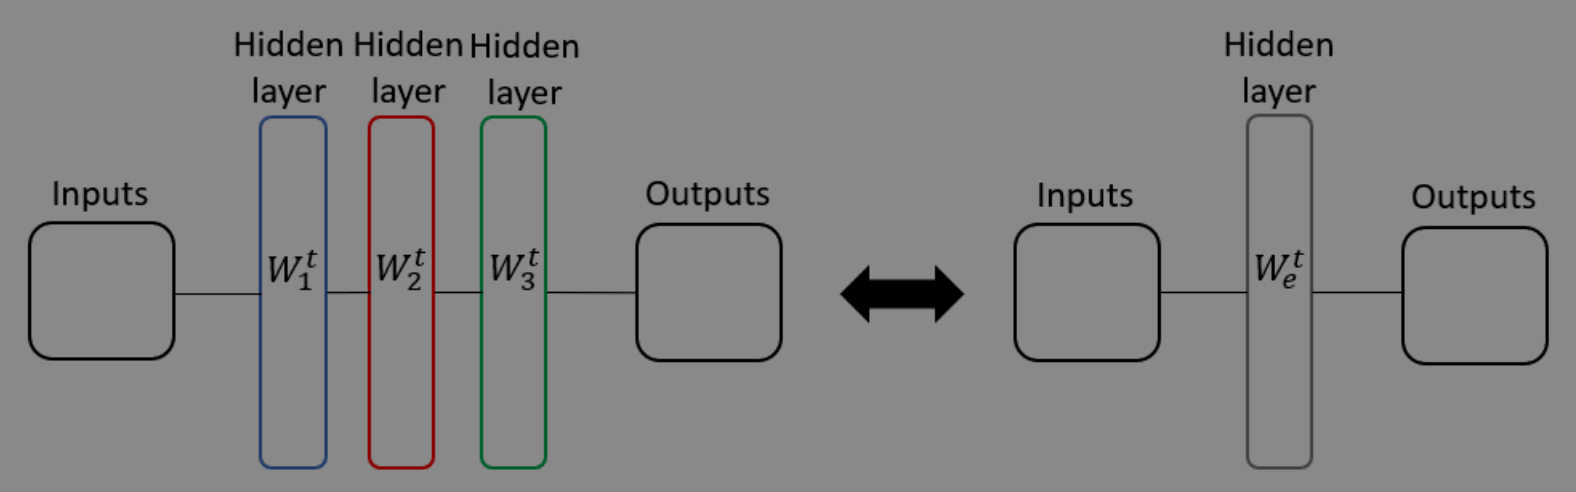 Hidden Hidden Hidden
layer layer layer
Inputs
Outputs
W_1^t W_2^t W_3^t
Hidden
layer
Inputs
Outputs
W_e^t